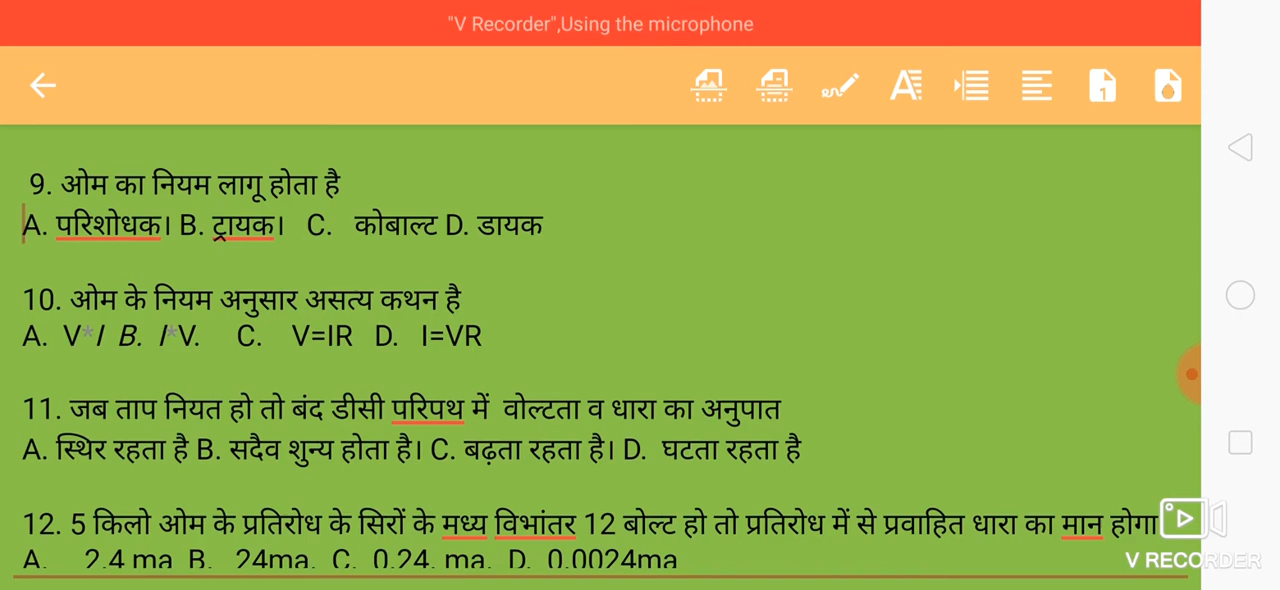 "V Recorder",Using the microphone
1
9. ओम का नियम लागू होता है
A. परिशोधक। B. ट्रायक। C. कोबाल्ट D. डायक
10. ओम के नियम अनुसार असत्य कथन है
A. V*I B. I*V. C. V=IR D. I=VR
11. जब ताप नियत हो तो बंद डीसी परिपथ में वोल्टता व धारा का अनुपात
A. स्थिर रहता है B. सदैव शुन्य होता है। C. बढ़ता रहता है। D. घटता रहता है
12. 5 किलो ओम के प्रतिरोध के सिरों के मध्य विभांतर 12 बोल्ट हो तो प्रतिरोध में से प्रवाहित धारा का मान होगा
A. 2.4 ma B. 24ma. C. 0.24. ma. D. 0.0024ma
V RECORDER